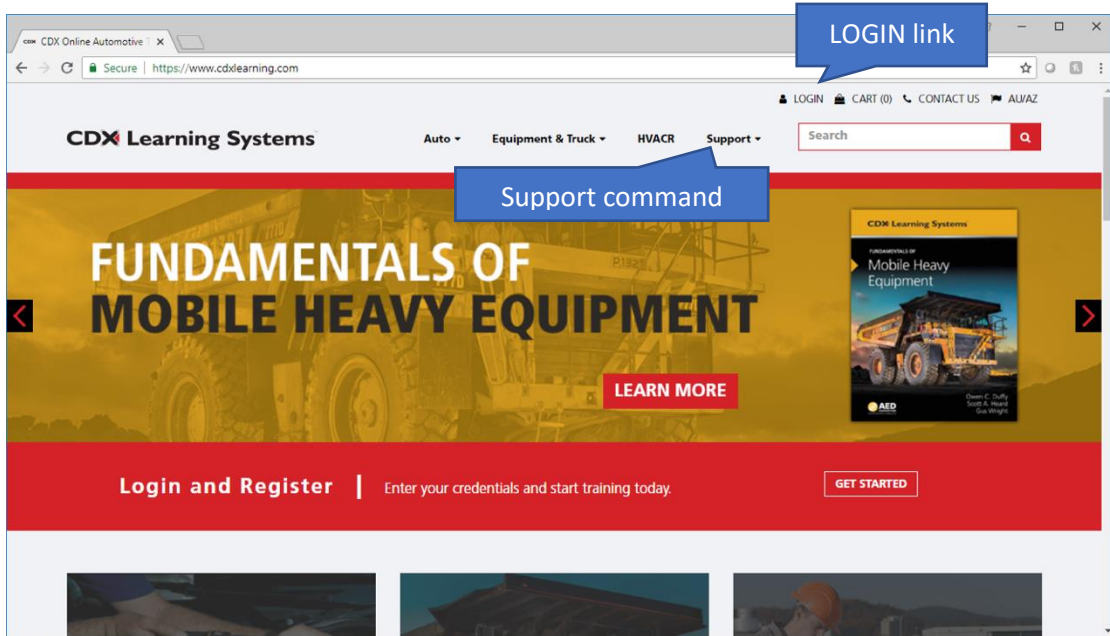 LOGIN link
CDX Online Automotive T
Secure | https://www.cdxlearning.com
LOGIN CART (0) CONTACT US AU/AZ
CDX Learning Systems
Auto Equipment & Truck HVACR Support
Search
Support command
FUNDAMENTALS OF
MOBILE HEAVY EQUIPMENT
LEARN MORE
CDX Learning Systems
FUNDAMENTALS OF
Mobile Heavy
Equipment
AED
Owen C. Duffy
Scott A. Heard
Gus Wright
Login and Register | Enter your credentials and start training today.
GET STARTED